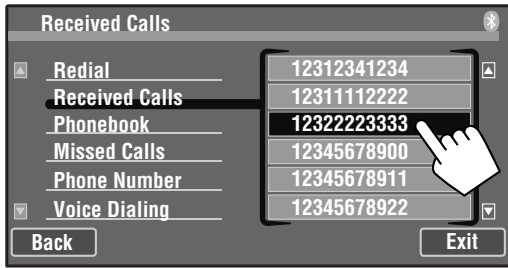 Received Calls
Redial
Received Calls
Phonebook
Missed Calls
Phone Number
Voice Dialing
12312341234
12311112222
12322223333
12345678900
12345678911
12345678922
Back
Exit